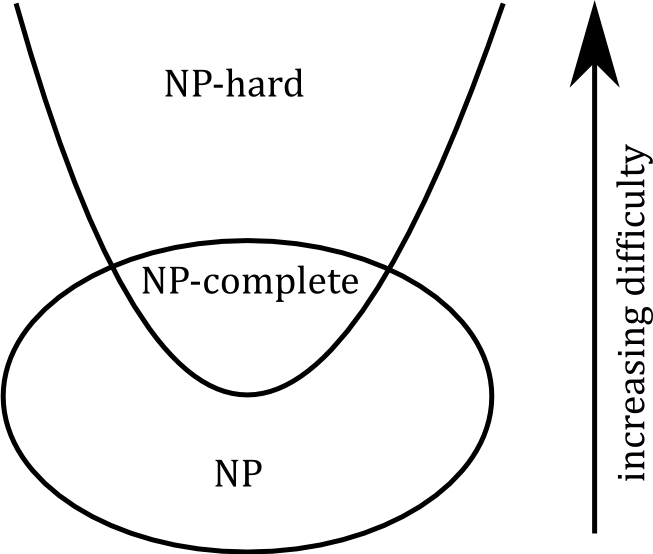 NP-hard
NP-complete
NP
increasing difficulty